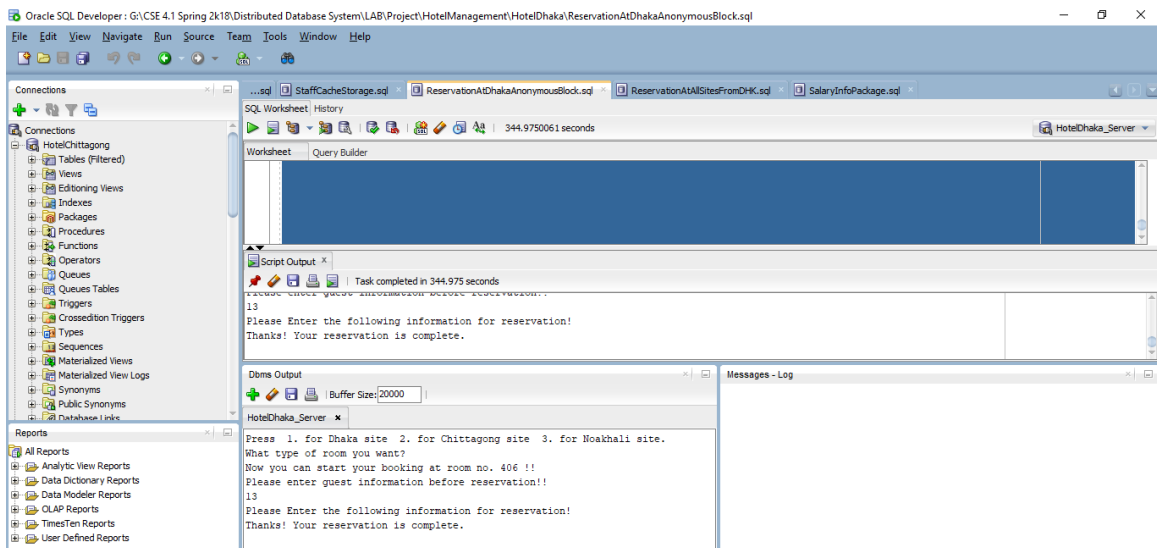 Oracle SQL Developer : G:\CSE 4.1 Spring 2k18\Distributed Database System\LAB\Project\HotelManagement\HotelDhaka\ReservationAtDhakaAnonymousBlock.sql
File Edit View Navigate Run Source Team Tools Window Help
Connections
Connections
HotelChittagong
Tables (Filtered)
Views
Editioning Views
Indexes
Packages
Procedures
Functions
Operators
Queues
Queues Tables
Triggers
Crossedition Triggers
Types
Sequences
Materialized Views
Materialized View Logs
Synonyms
Public Synonyms
Database Links
Reports
All Reports
Analytic View Reports
Data Dictionary Reports
Data Modeler Reports
OLAP Reports
TimesTen Reports
User Defined Reports
...sql StaffCacheStorage.sql ReservationAtDhakaAnonymousBlock.sql ReservationAtAllSitesFromDHK.sql SalaryInfoPackage.sql
SQL Worksheet History
344.9750061 seconds HotelDhaka_Server
Worksheet Query Builder
Script Output
Task completed in 344.975 seconds
Please enter guest information before reservation!!
13
Please Enter the following information for reservation!
Thanks! Your reservation is complete.
Dbms Output
Buffer Size: 20000
HotelDhaka_Server
Press 1. for Dhaka site 2. for Chittagong site 3. for Noakhali site.
What type of room you want?
Now you can start your booking at room no. 406 !!
Please enter guest information before reservation!!
13
Please Enter the following information for reservation!
Thanks! Your reservation is complete.
Messages - Log